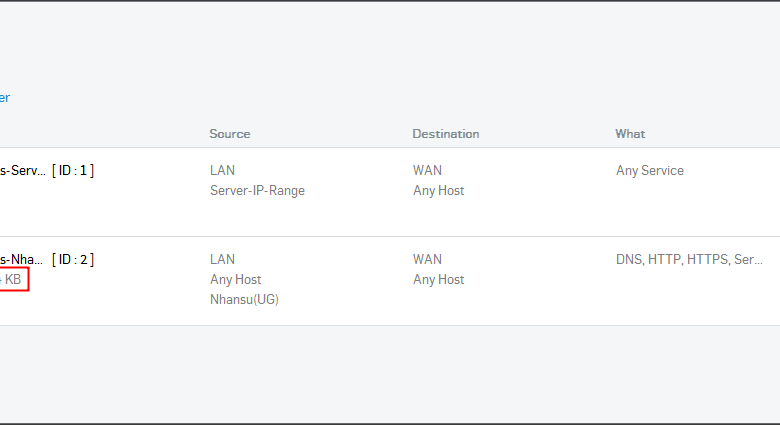 er
Source Destination What
s-Serv... [ ID : 1 ] LAN WAN Any Service
Server-IP-Range Any Host
s-Nha... [ ID : 2 ] LAN WAN DNS, HTTP, HTTPS, Ser...
KB Any Host Any Host
Nhansu(UG)